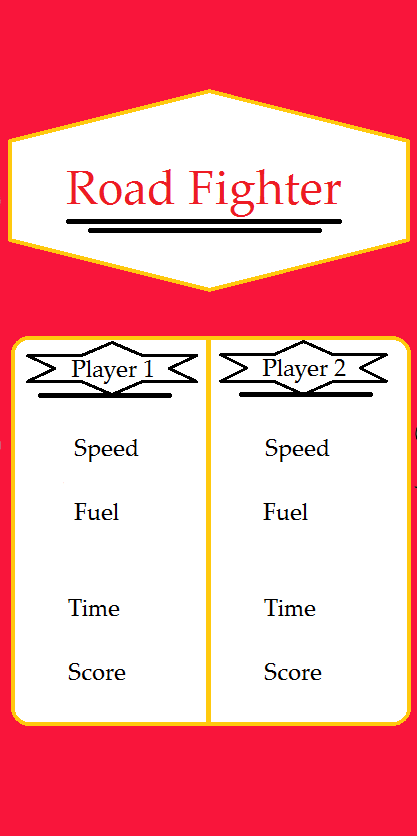 Road Fighter
Player 1
Speed
Fuel
Time
Score
Player 2
Speed
Fuel
Time
Score